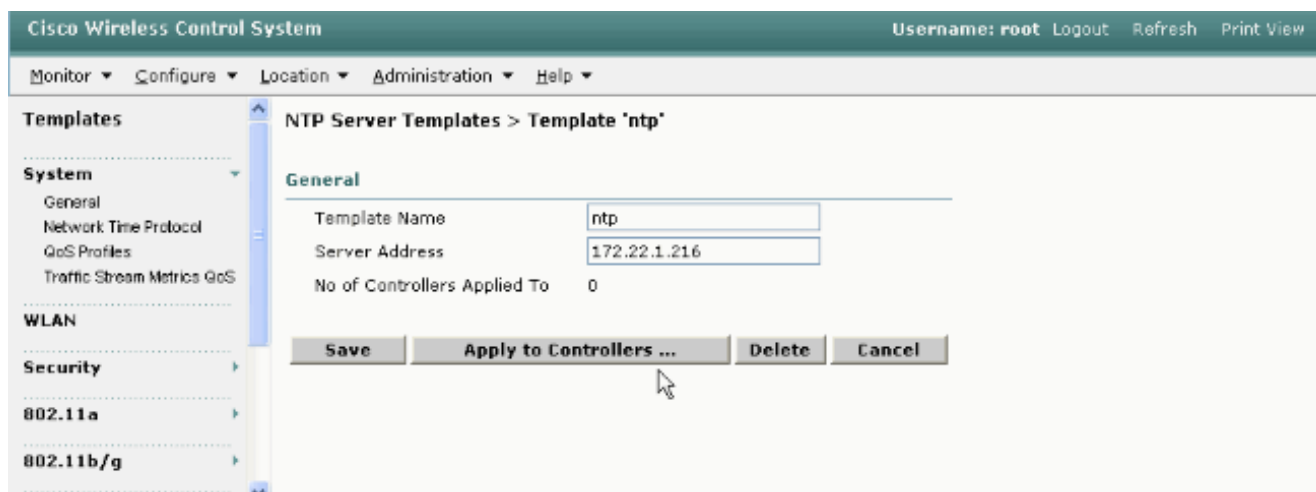 Cisco Wireless Control System
Username: root Logout Refresh Print View
Monitor Configure Location Administration Help
Templates
System
General
Network Time Protocol
QoS Profiles
Traffic Stream Metrics QoS
WLAN
Security
802.11a
802.11b/g
NTP Server Templates > Template 'ntp'
General
Template Name ntp
Server Address 172.22.1.216
No of Controllers Applied To 0
Save Apply to Controllers ... Delete Cancel